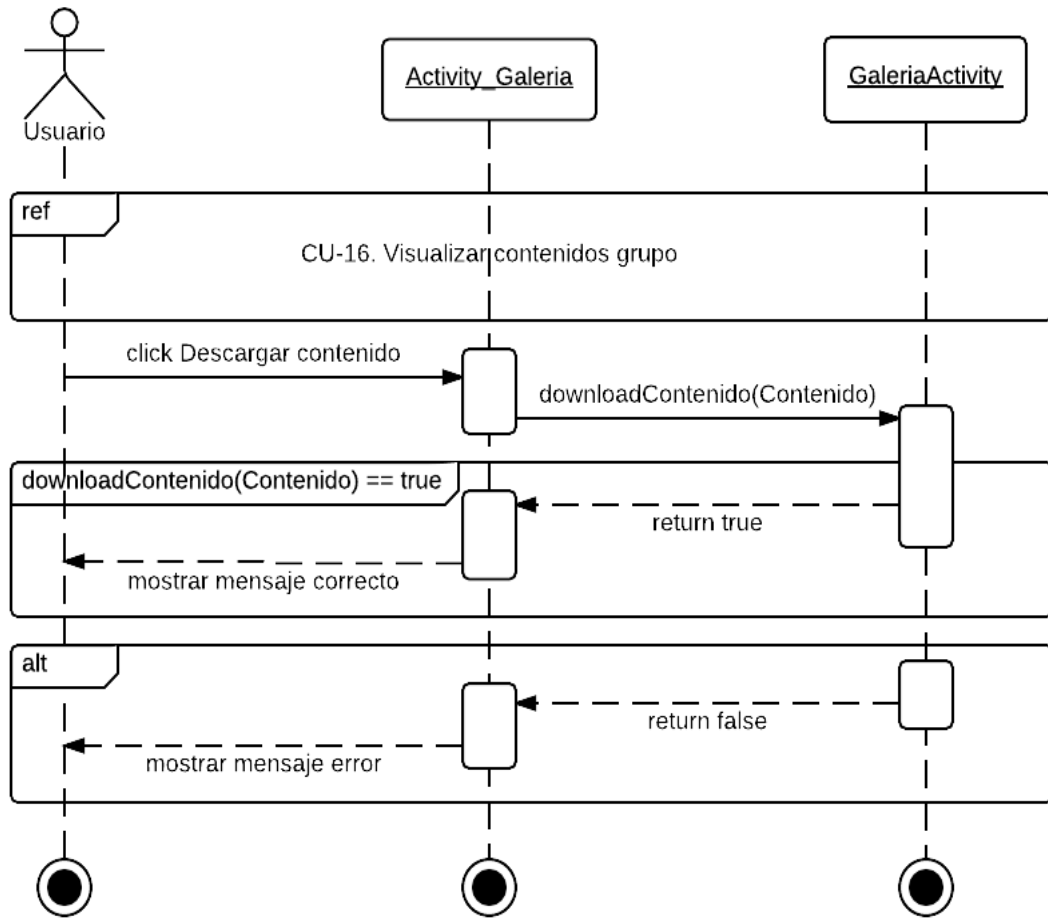 Usuario
Activity_Galeria
GaleriaActivity
ref
CU-16. Visualizar contenidos grupo
click Descargar contenido
downloadContenido(Contenido)
downloadContenido(Contenido) == true
return true
mostrar mensaje correcto
alt
return false
mostrar mensaje error